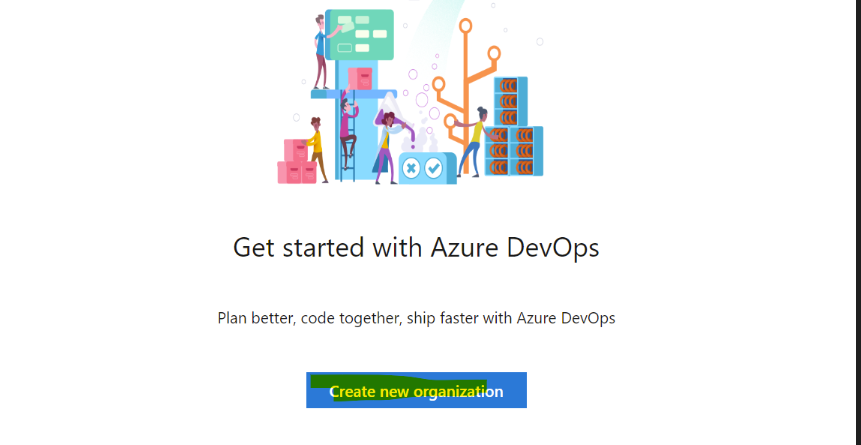 Get started with Azure DevOps
Plan better, code together, ship faster with Azure DevOps
Create new organization